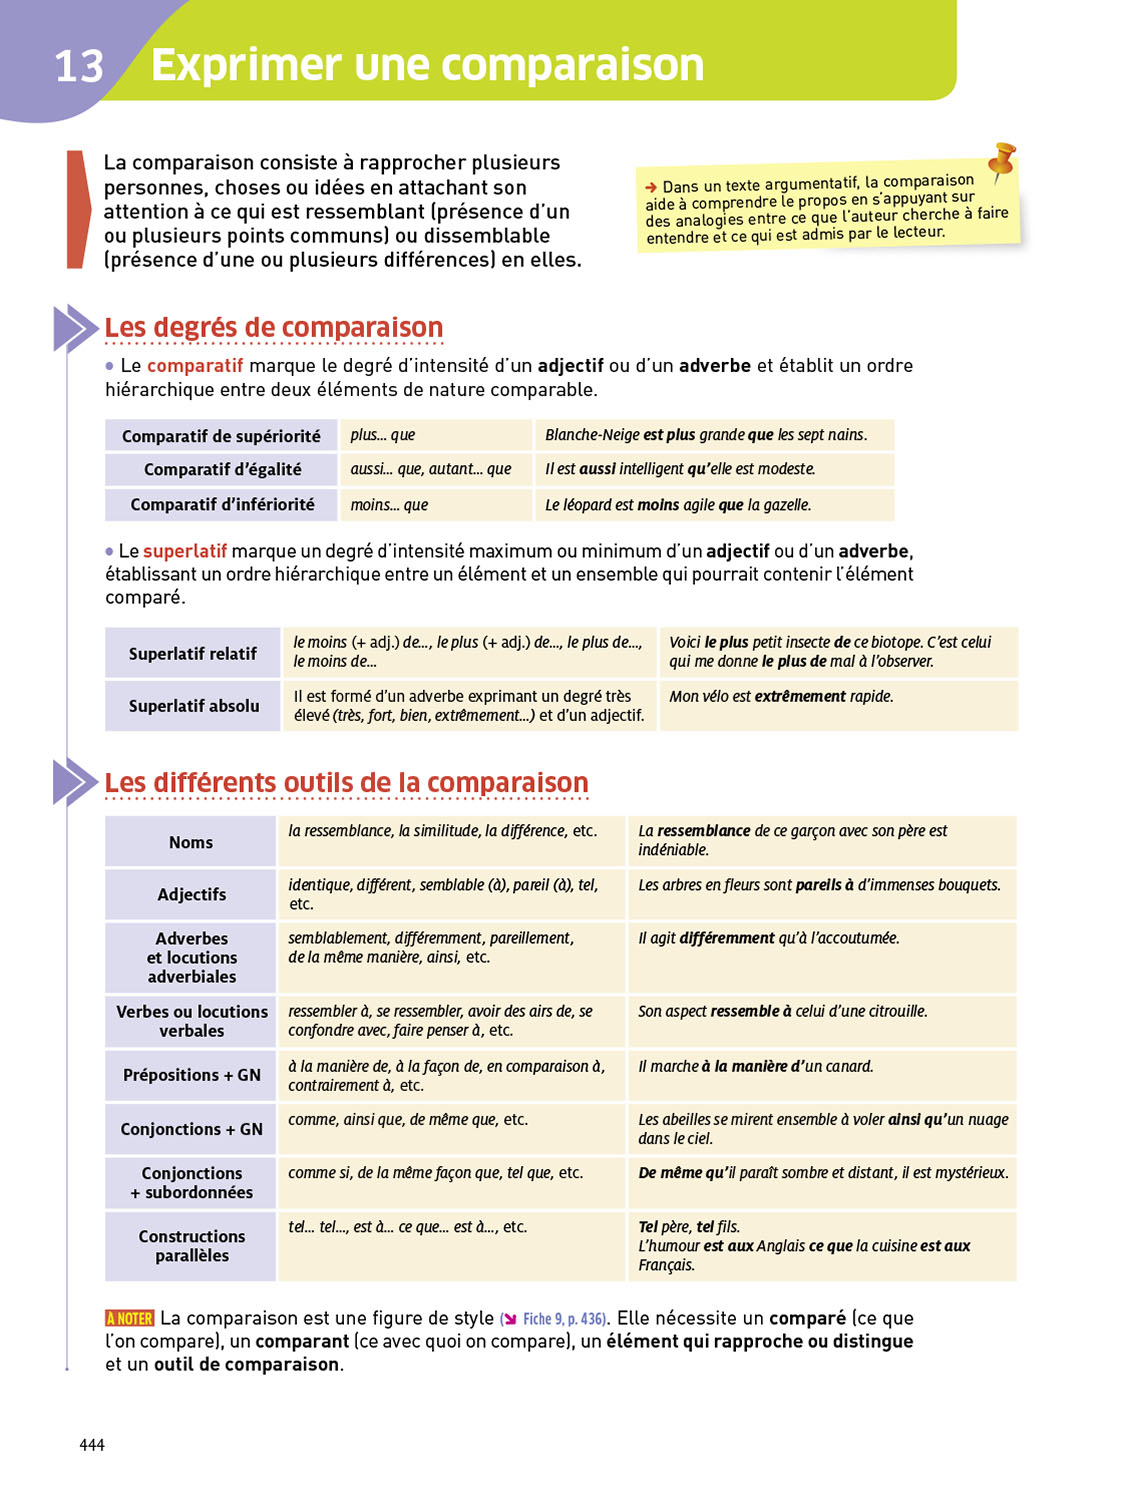 13 Exprimer une comparaison
La comparaison consiste à rapprocher plusieurs
personnes, choses ou idées en attachant son
attention à ce qui est ressemblant (présence d'un
ou plusieurs points communs) ou dissemblable
(présence d'une ou plusieurs différences) en elles.
→ Dans un texte argumentatif, la comparaison
aide à comprendre le propos en s'appuyant sur
des analogies entre ce que l'auteur cherche à faire
entendre et ce qui est admis par le lecteur.
Les degrés de comparaison
• Le comparatif marque le degré d'intensité d'un adjectif ou d'un adverbe et établit un ordre
hiérarchique entre deux éléments de nature comparable.
Comparatif de supériorité plus... que Blanche-Neige est plus grande que les sept nains.
Comparatif d'égalité aussi... que, autant... que Il est aussi intelligent qu'elle est modeste.
Comparatif d'infériorité moins... que Le léopard est moins agile que la gazelle.
• Le superlatif marque un degré d'intensité maximum ou minimum d'un adjectif ou d'un adverbe,
établissant un ordre hiérarchique entre un élément et un ensemble qui pourrait contenir l'élément
comparé.
Superlatif relatif
le moins (+ adj.) de..., le plus (+ adj.) de..., le plus de...,
le moins de...
Voici le plus petit insecte de ce biotope. C'est celui
qui me donne le plus de mal à l'observer.
Superlatif absolu
Il est formé d'un adverbe exprimant un degré très
élevé (très, fort, bien, extrêmement...) et d'un adjectif.
Mon vélo est extrêmement rapide.
Les différents outils de la comparaison
Noms
la ressemblance, la similitude, la différence, etc.
La ressemblance de ce garçon avec son père est
indéniable.
Adjectifs
identique, différent, semblable (à), pareil (à), tel,
etc.
Les arbres en fleurs sont pareils à d'immenses bouquets.
Adverbes
et locutions
adverbiales
semblablement, différemment, pareillement,
de la même manière, ainsi, etc.
Il agit différemment qu'à l'accoutumée.
Verbes ou locutions
verbales
ressembler à, se ressembler, avoir des airs de, se
confondre avec, faire penser à, etc.
Son aspect ressemble à celui d'une citrouille.
Prépositions + GN
à la manière de, à la façon de, en comparaison à,
contrairement à, etc.
Il marche à la manière d'un canard.
Conjonctions + GN
comme, ainsi que, de même que, etc.
Les abeilles se mirent ensemble à voler ainsi qu'un nuage
dans le ciel.
Conjonctions
+ subordonnées
comme si, de la même façon que, tel que, etc.
De même qu'il paraît sombre et distant, il est mystérieux.
Constructions
parallèles
tel... tel..., est à... ce que... est à..., etc.
Tel père, tel fils.
L'humour est aux Anglais ce que la cuisine est aux
Français.
À NOTER La comparaison est une figure de style (↘ Fiche 9, p. 436). Elle nécessite un comparé (ce que
l'on compare), un comparant (ce avec quoi on compare), un élément qui rapproche ou distingue
et un outil de comparaison.
444